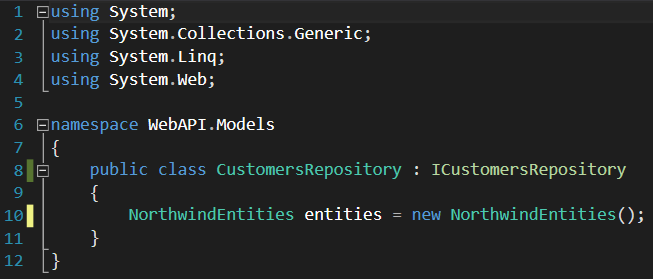 1 using System;
2 using System.Collections.Generic;
3 using System.Linq;
4 using System.Web;
5
6 namespace WebAPI.Models
7 {
8 public class CustomersRepository : ICustomersRepository
9 {
10 NorthwindEntities entities = new NorthwindEntities();
11 }
12 }